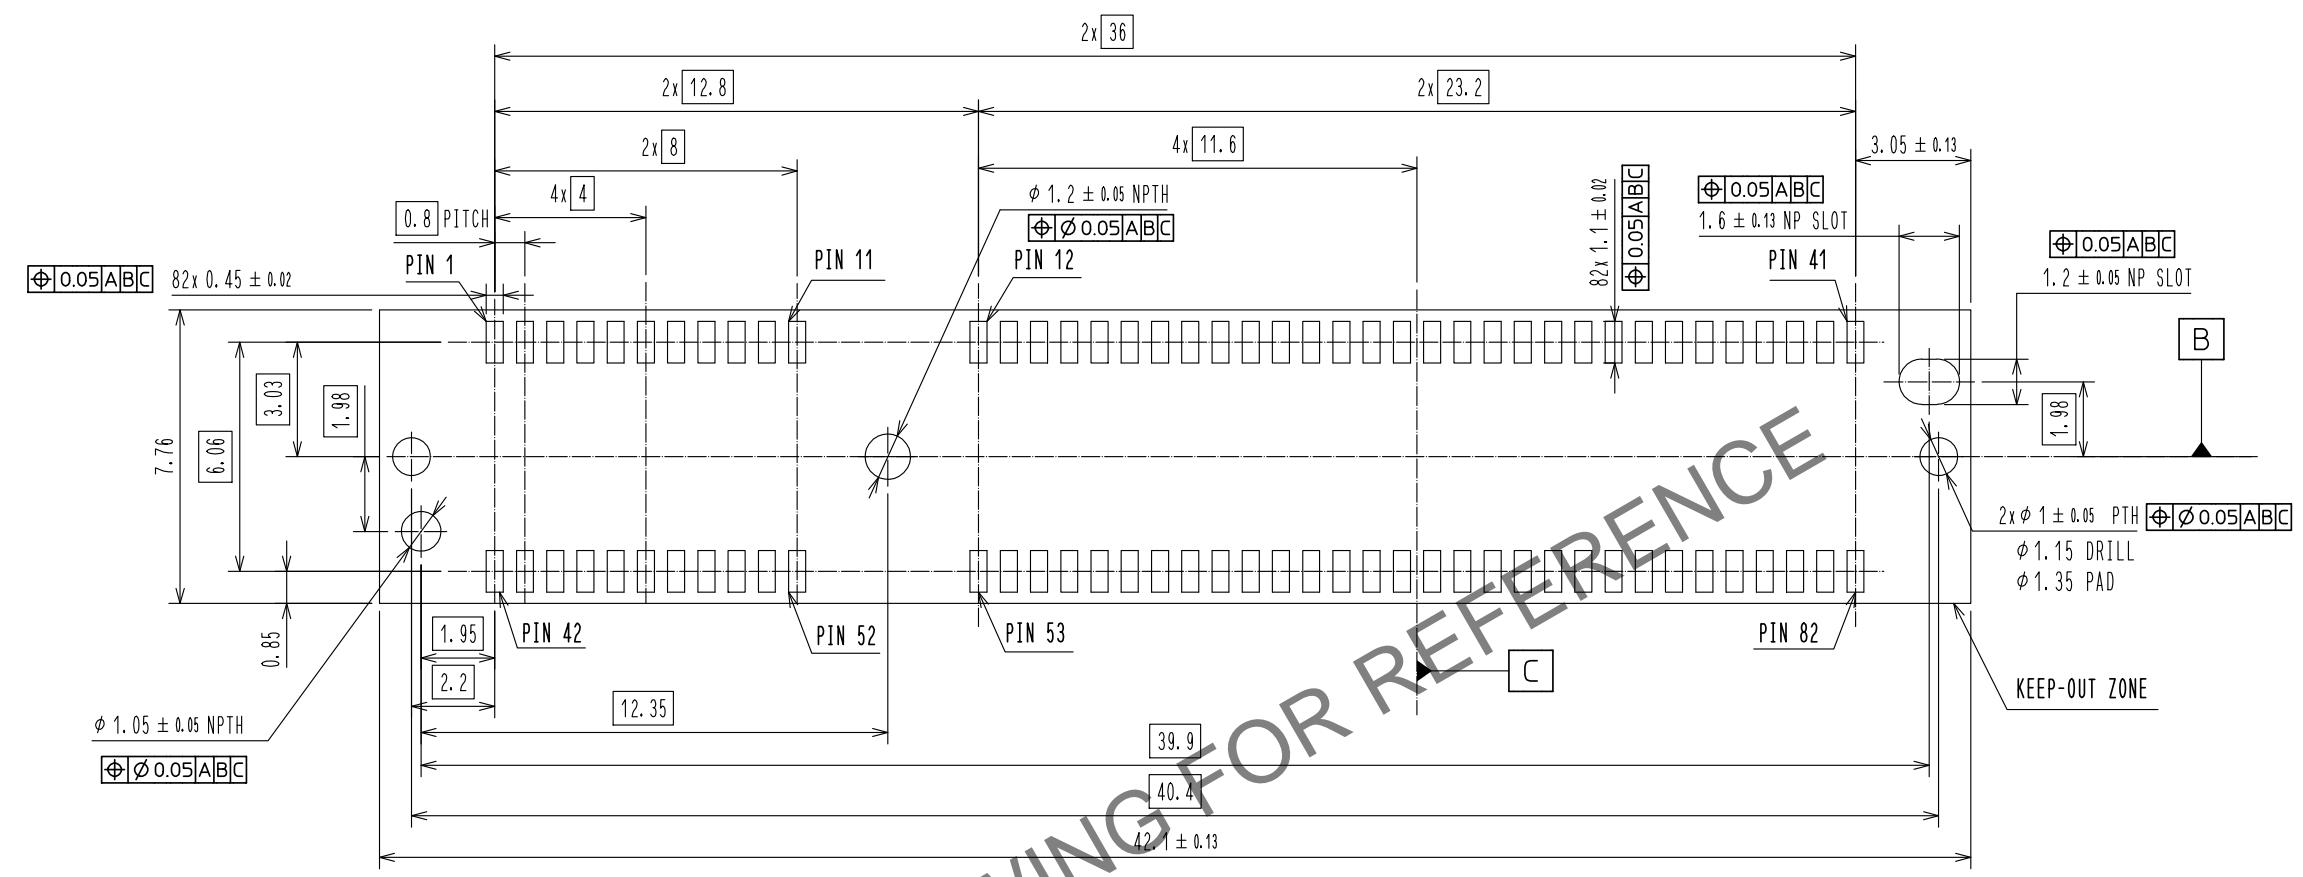 2x 36
2x 12.8
2x 23.2
2x 8
4x 11.6
3.05 ± 0.13
4x 4
0.8 PITCH
ϕ 1.2 ± 0.05 NPTH
⌖ ⌀ 0.05 A B C
82x 1.1 ± 0.02
⌖ 0.05 A B C
⌖ 0.05 A B C
1.6 ± 0.13 NP SLOT
⌖ 0.05 A B C
1.2 ± 0.05 NP SLOT
⌖ 0.05 A B C
82x 0.45 ± 0.02
PIN 1
PIN 11
PIN 12
PIN 41
B
7.76
6.06
3.03
1.98
1.98
2x ϕ 1 ± 0.05 PTH ⌖ ⌀ 0.05 A B C
ϕ 1.15 DRILL
ϕ 1.35 PAD
0.85
1.95
PIN 42
PIN 52
PIN 53
PIN 82
2.2
C
KEEP-OUT ZONE
12.35
ϕ 1.05 ± 0.05 NPTH
⌖ ⌀ 0.05 A B C
39.9
40.4
42.1 ± 0.13
WING FOR REFERENCE